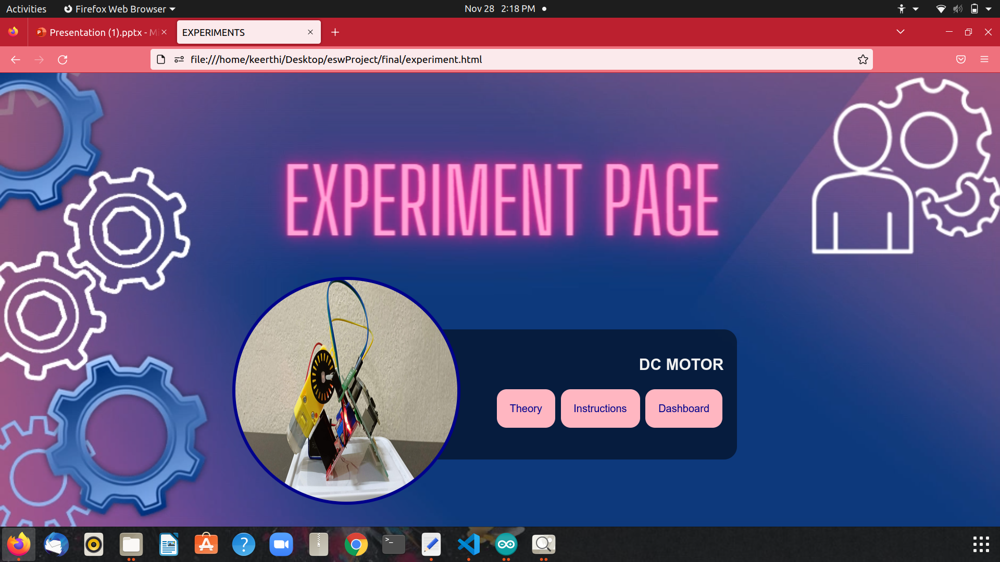 Activities Firefox Web Browser Nov 28 2:18 PM
Presentation (1).pptx - Mi EXPERIMENTS
file:///home/keerthi/Desktop/eswProject/final/experiment.html
EXPERIMENT PAGE
DC MOTOR
Theory Instructions Dashboard